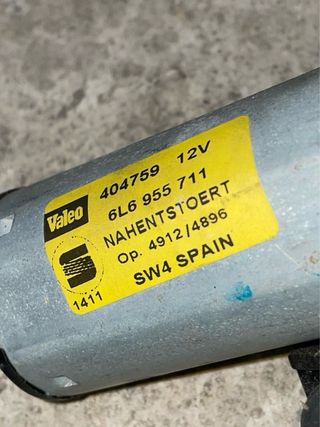 Valeo
404759 12V
6L6 955 711
NAHENTSTOERT
Op. 4912/4896
SW4 SPAIN
1411